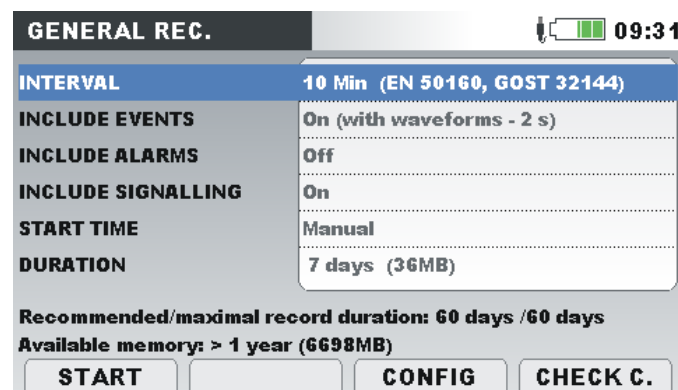 GENERAL REC. 09:31
INTERVAL 10 Min (EN 50160, GOST 32144)
INCLUDE EVENTS On (with waveforms - 2 s)
INCLUDE ALARMS Off
INCLUDE SIGNALLING On
START TIME Manual
DURATION 7 days (36MB)
Recommended/maximal record duration: 60 days /60 days
Available memory: > 1 year (6698MB)
START CONFIG CHECK C.